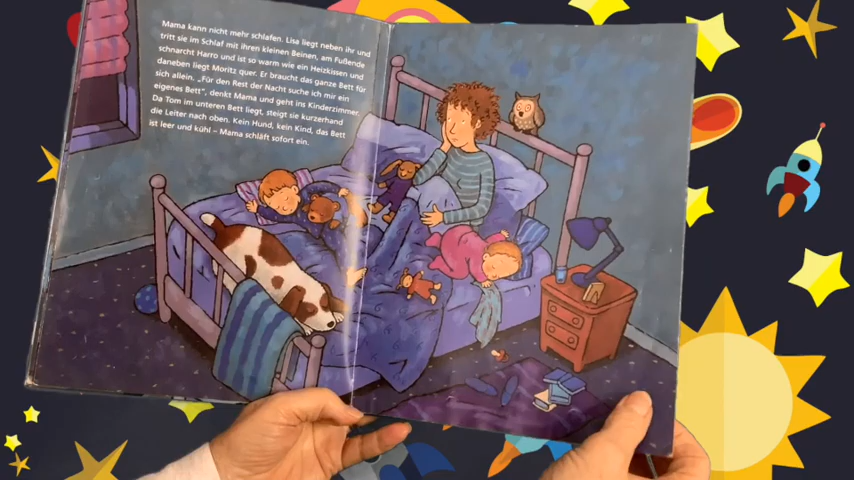 Mama kann nicht mehr schlafen. Lisa liegt neben ihr und
tritt sie im Schlaf mit ihren kleinen Beinen, am Fußende
schnarcht Harro und ist so warm wie ein Heizkissen und
daneben liegt Moritz quer. Er braucht das ganze Bett für
sich allein. „Für den Rest der Nacht suche ich mir ein
eigenes Bett“, denkt Mama und geht ins Kinderzimmer.
Da Tom im unteren Bett liegt, steigt sie kurzerhand
die Leiter nach oben. Kein Hund, kein Kind, das Bett
ist leer und kühl – Mama schläft sofort ein.